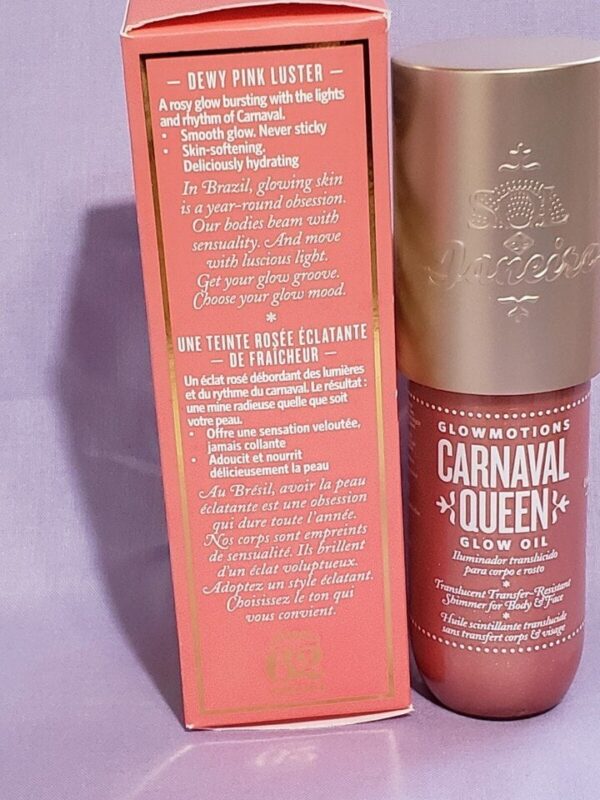 — DEWY PINK LUSTER —
A rosy glow bursting with the lights
and rhythm of Carnaval.
• Smooth glow. Never sticky
• Skin-softening.
Deliciously hydrating
In Brazil, glowing skin
is a year-round obsession.
Our bodies beam with
sensuality. And move
with luscious light.
Get your glow groove.
Choose your glow mood.
*
UNE TEINTE ROSÉE ÉCLATANTE
— DE FRAÎCHEUR —
Un éclat rosé débordant des lumières
et du rythme du carnaval. Le résultat :
une mine radieuse quelle que soit
votre peau.
• Offre une sensation veloutée,
jamais collante
• Adoucit et nourrit
délicieusement la peau
Au Brésil, avoir la peau
éclatante est une obsession
qui dure toute l'année.
Nos corps sont empreints
de sensualité. Ils brillent
d'un éclat voluptueux.
Adoptez un style éclatant.
Choisissez le ton qui
vous convient.
62
SOL
de
Janeiro
GLOWMOTIONS
CARNAVAL
QUEEN
GLOW OIL
Iluminador translúcido
para corpo e rosto
*
Translucent Transfer-Resistant
Shimmer for Body & Face
*
Huile scintillante translucide
sans transfert corps & visage